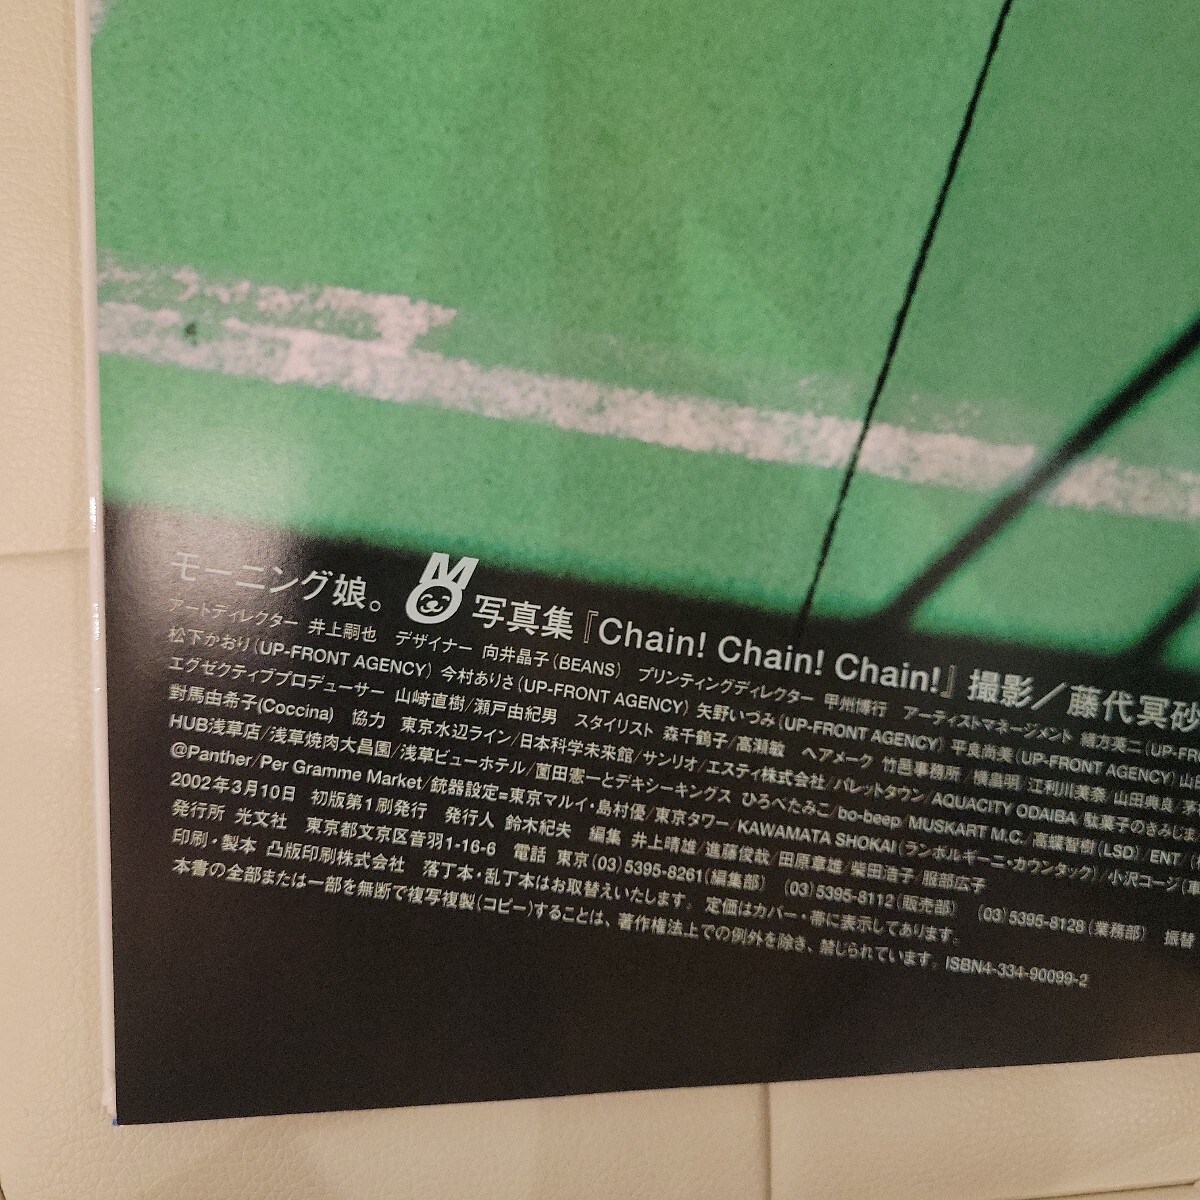 モーニング娘。 M 写真集『Chain! Chain! Chain!』 撮影／藤代冥砂
アートディレクター 井上嗣也 デザイナー 向井晶子(BEANS) プリンティングディレクター 甲州博行 アーティストマネージメント 緒方英二(UP-FR
松下かおり(UP-FRONT AGENCY) 今村ありさ(UP-FRONT AGENCY) 矢野いづみ(UP-FRONT AGENCY) 平良尚美(UP-FRONT AGENCY) 山
エグゼクティブプロデューサー 山﨑直樹/瀬戸由紀男 スタイリスト 森千鶴子/高瀬敏 ヘアメーク 竹邑事務所/横島明/江利川美奈/山田典良/
對馬由希子(Coccina) 協力 東京水辺ライン/日本科学未来館/サンリオ/エスティ株式会社/パレットタウン/AQUACITY ODAIBA/駄菓子のきみしま
HUB浅草店/浅草焼肉大昌園/浅草ビューホテル/薗田憲一とデキシーキングス/ひろべたみこ/bo-beep/MUSKART M.C./高蝶智樹(LSD)/ENT
@Panther/Per Gramme Market/銃器設定=東京マルイ・島村優/東京タワー/KAWAMATA SHOKAI(ランボルギーニ・カウンタック)/小沢コージ
2002年3月10日 初版第1刷発行 発行人 鈴木紀夫 編集 井上晴雄/進藤俊哉/田原章雄/柴田浩子/服部広子
発行所 光文社 東京都文京区音羽1-16-6 電話 東京(03)5395-8261(編集部) (03)5395-8112(販売部) (03)5395-8128(業務部) 振替
印刷・製本 凸版印刷株式会社 落丁本・乱丁本はお取替えいたします。定価はカバー・帯に表示してあります。
本書の全部または一部を無断で複写複製(コピー)することは、著作権法上での例外を除き、禁じられています。ISBN4-334-90099-2